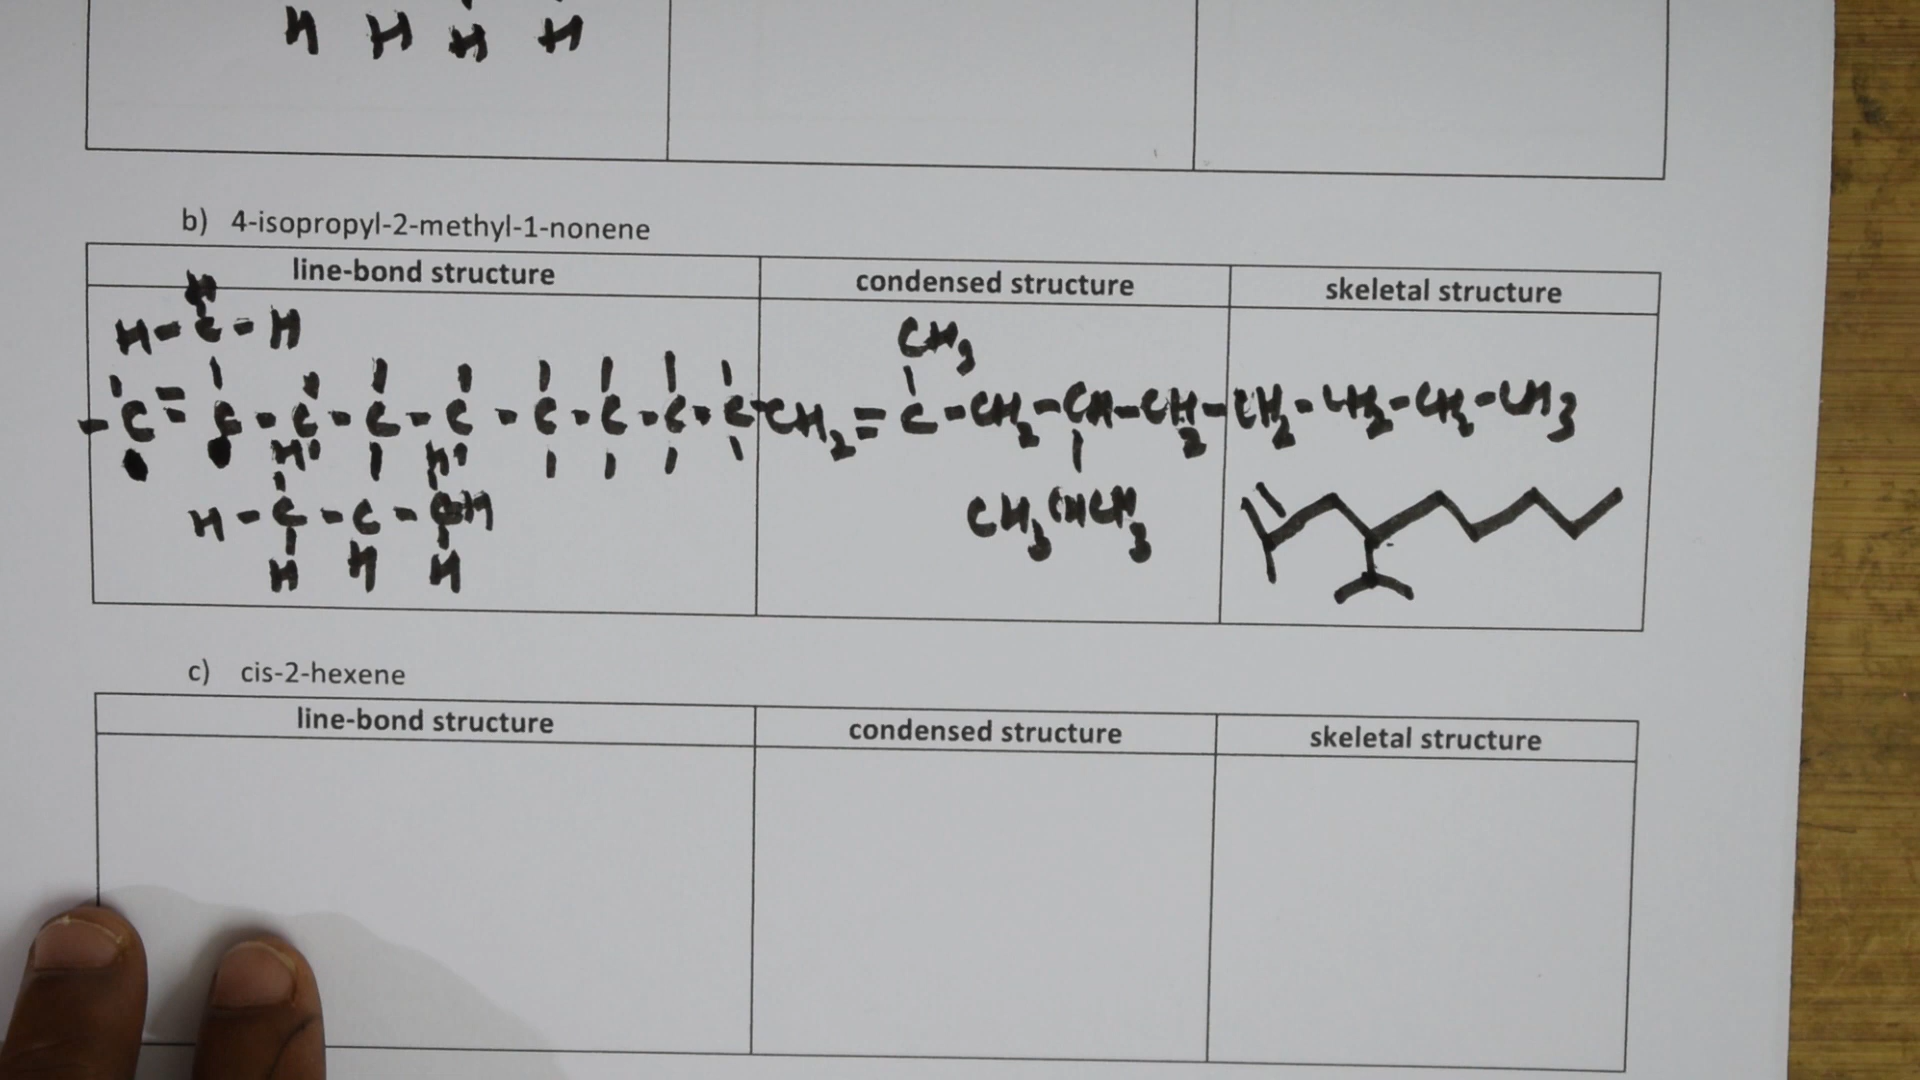 H H H H
b) 4-isopropyl-2-methyl-1-nonene
line-bond structure condensed structure skeletal structure
H
H-C-H CH3
-C=C-C-C-C-C-C-C-C CH2=C-CH2-CH-CH2-CH2-CH2-CH2-CH3
H H
H-C-C-CH CH3CHCH3
H H H
c) cis-2-hexene
line-bond structure condensed structure skeletal structure